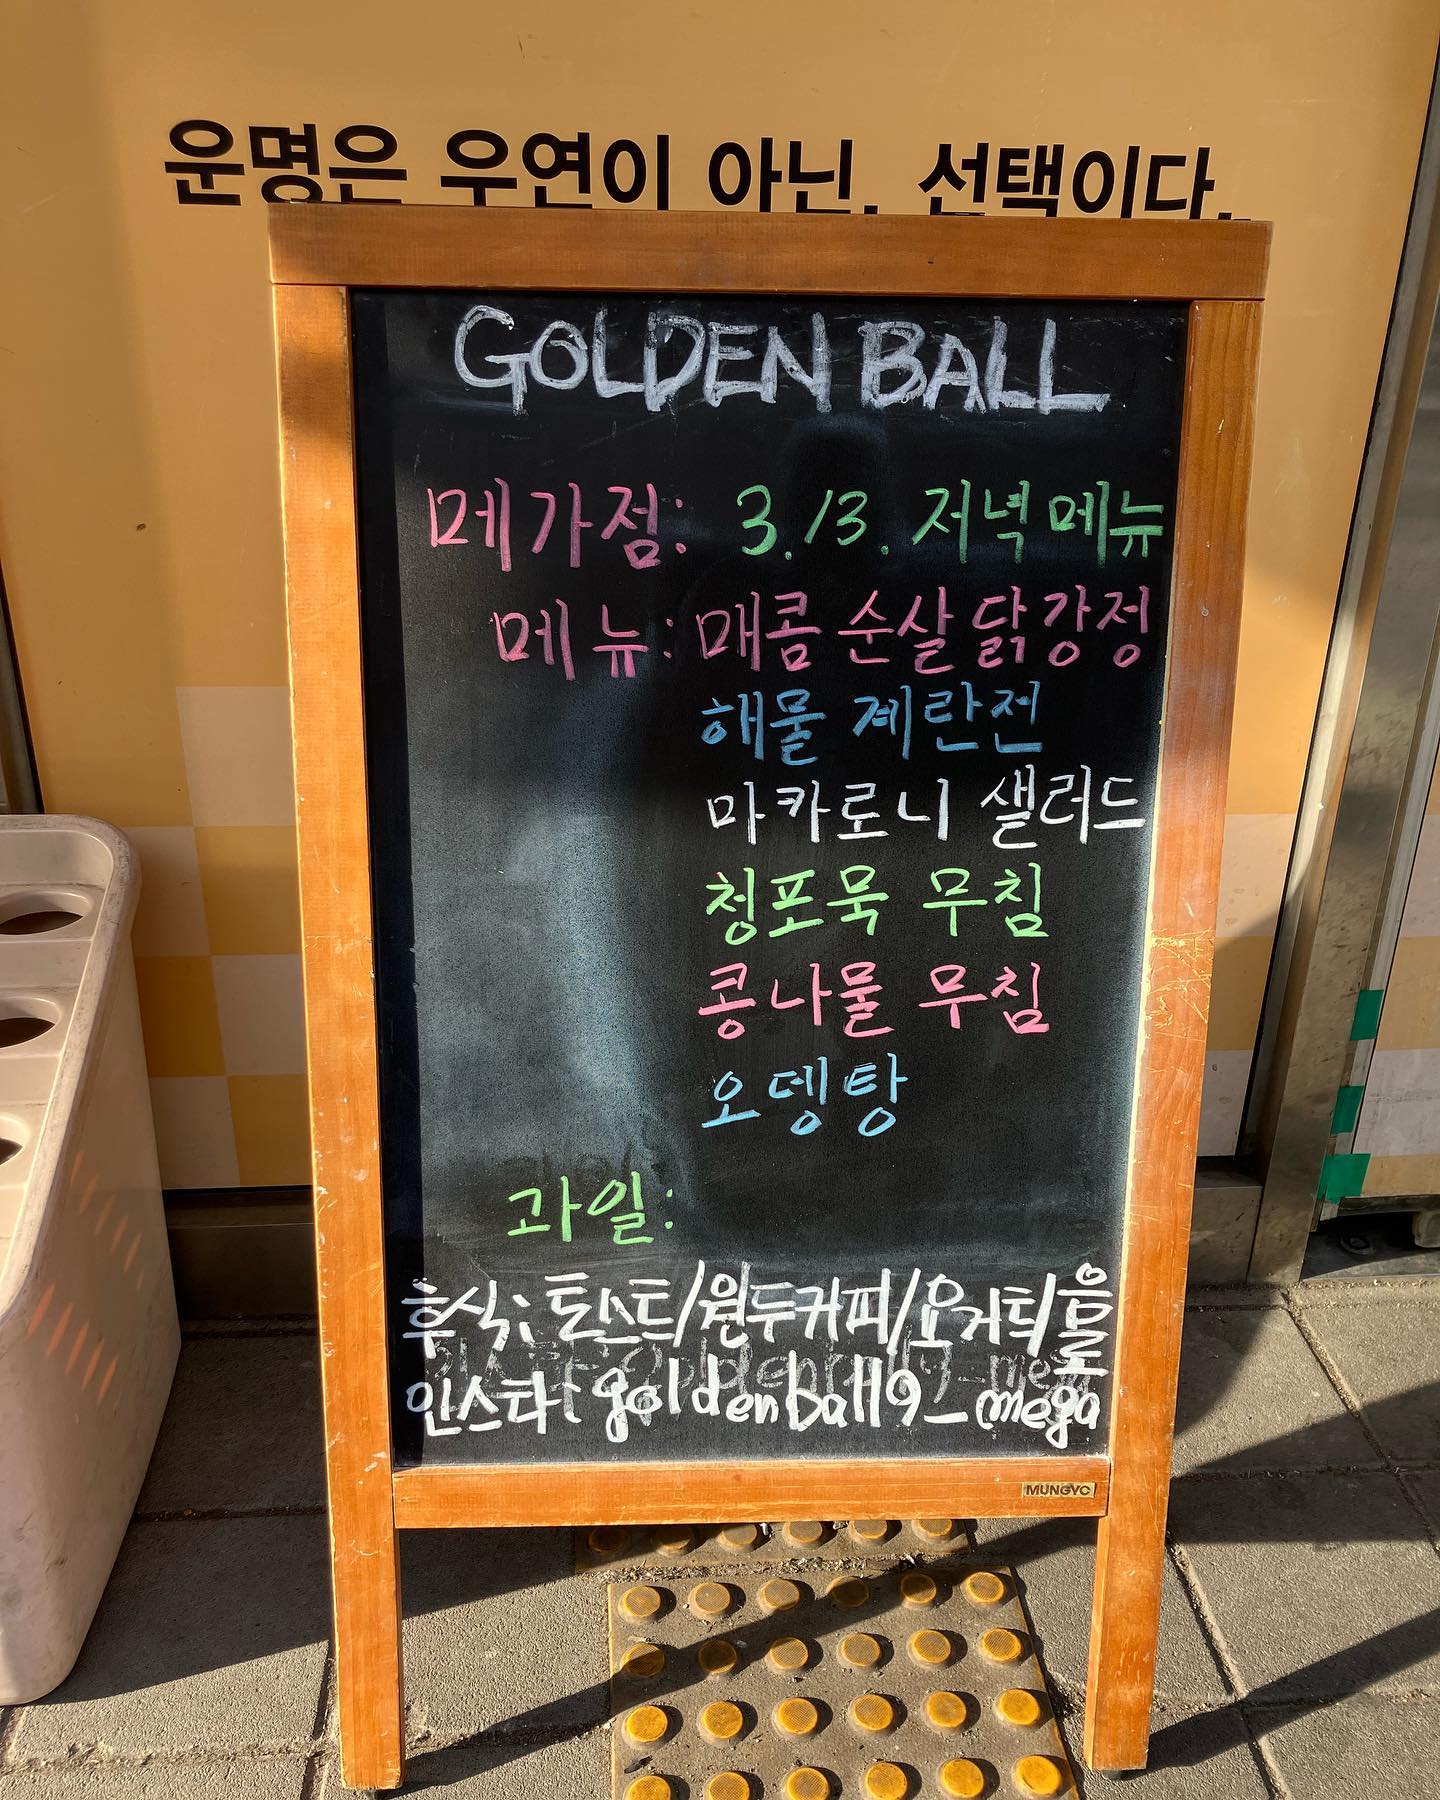 운명은 우연이 아닌, 선택이다.
GOLDEN BALL
메가점: 3./3. 저녁메뉴
메뉴: 매콤 순살 닭강정
해물 계란전
마카로니 샐러드
청포묵 무침
콩나물 무침
오뎅탕
과일:
후식: 토스트/원두커피/요거트/음료
인스타: goldenball9_mega
MUNGYO